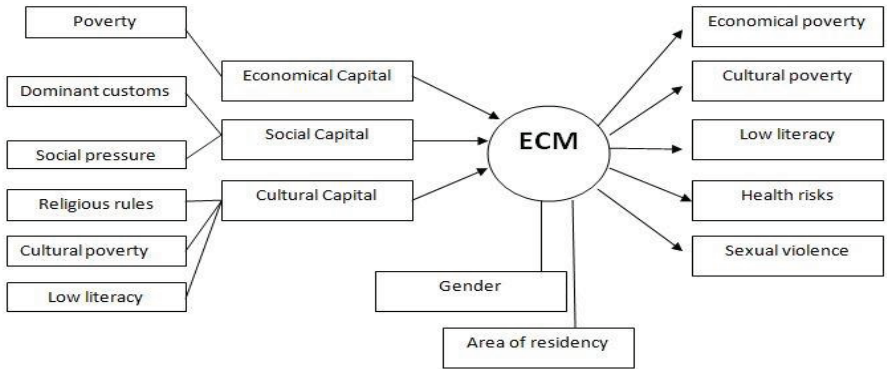 Poverty
Dominant customs
Social pressure
Religious rules
Cultural poverty
Low literacy
Economical Capital
Social Capital
Cultural Capital
ECM
Gender
Area of residency
Economical poverty
Cultural poverty
Low literacy
Health risks
Sexual violence